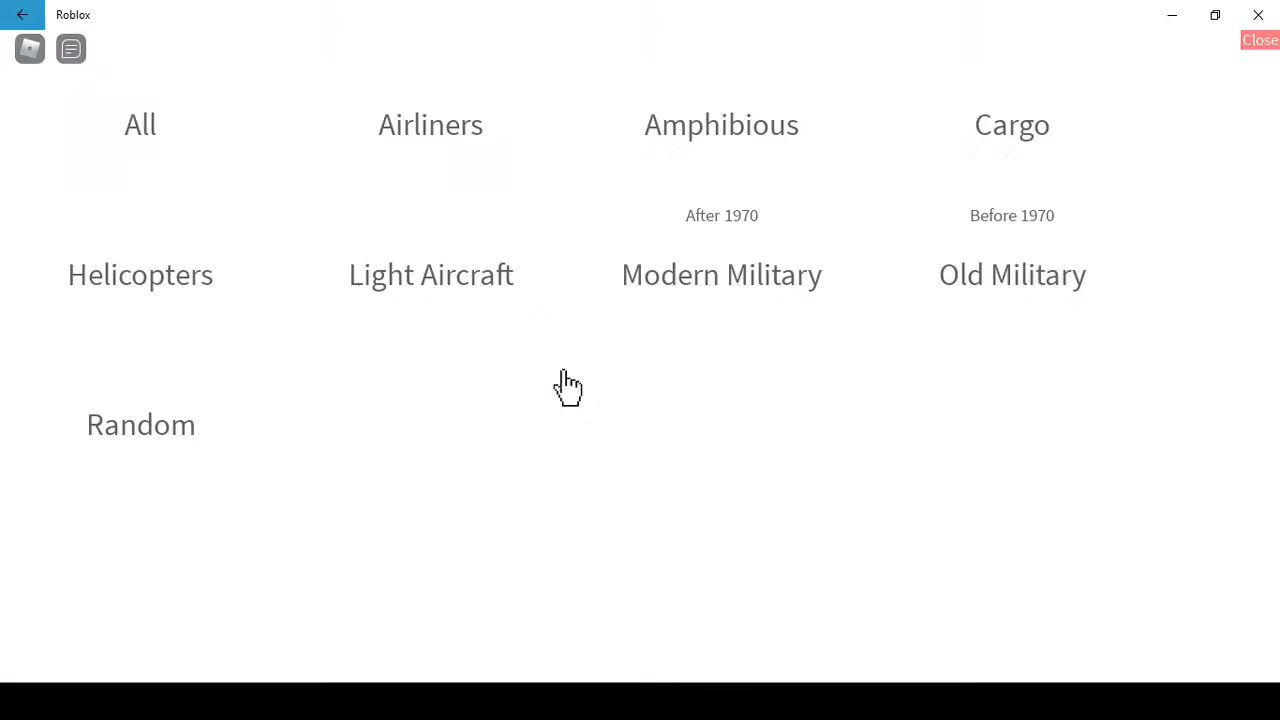 Roblox
Close
All
Airliners
Amphibious
Cargo
After 1970
Before 1970
Helicopters
Light Aircraft
Modern Military
Old Military
Random